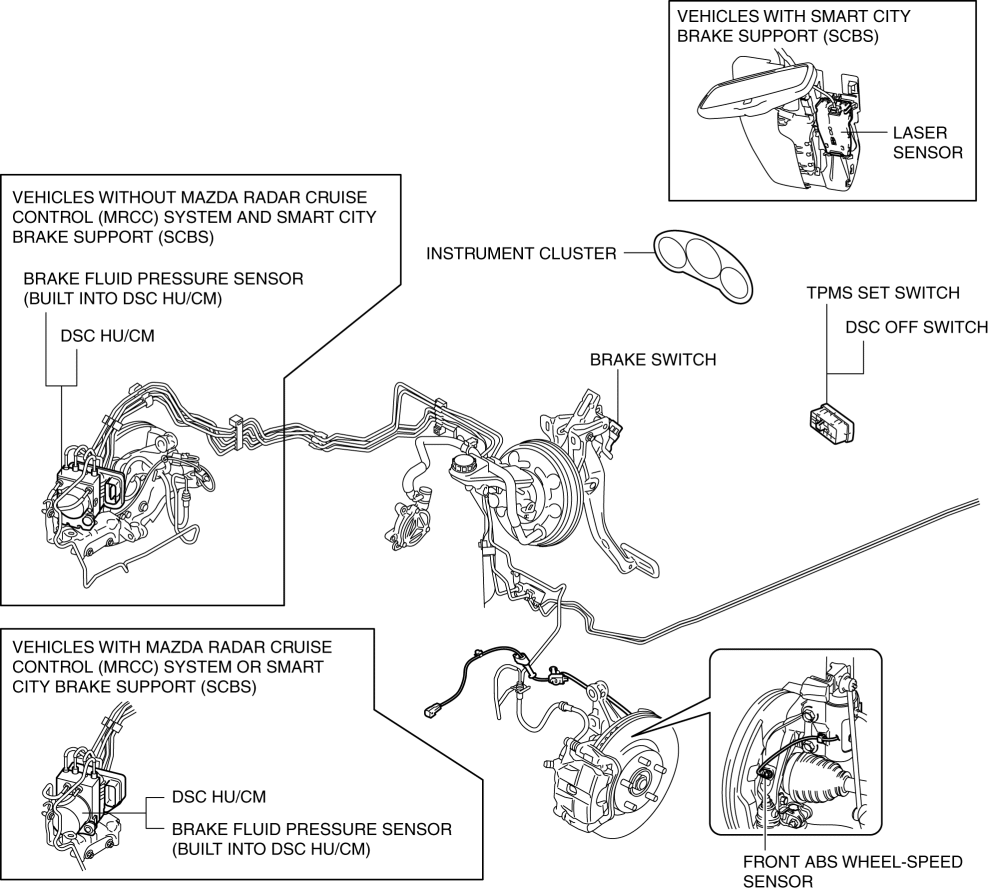 VEHICLES WITH SMART CITY
BRAKE SUPPORT (SCBS)
LASER
SENSOR
VEHICLES WITHOUT MAZDA RADAR CRUISE
CONTROL (MRCC) SYSTEM AND SMART CITY
BRAKE SUPPORT (SCBS)
BRAKE FLUID PRESSURE SENSOR
(BUILT INTO DSC HU/CM)
DSC HU/CM
INSTRUMENT CLUSTER
TPMS SET SWITCH
DSC OFF SWITCH
BRAKE SWITCH
VEHICLES WITH MAZDA RADAR CRUISE
CONTROL (MRCC) SYSTEM OR SMART
CITY BRAKE SUPPORT (SCBS)
DSC HU/CM
BRAKE FLUID PRESSURE SENSOR
(BUILT INTO DSC HU/CM)
FRONT ABS WHEEL-SPEED
SENSOR